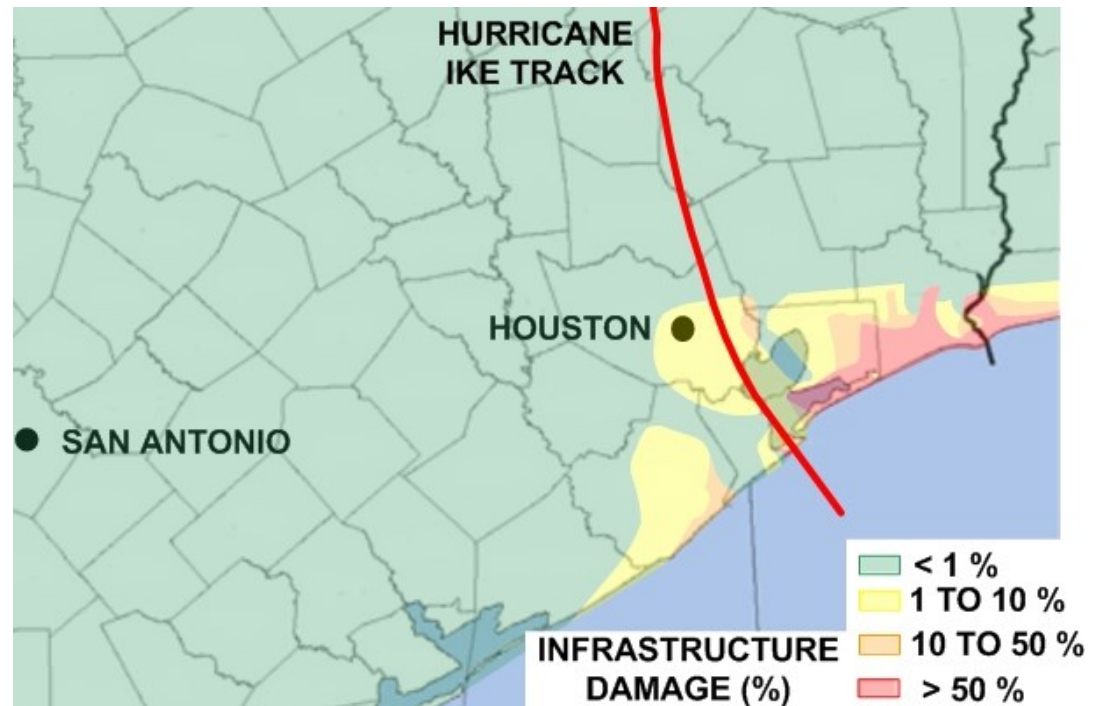 HURRICANE
IKE TRACK
HOUSTON
SAN ANTONIO
INFRASTRUCTURE
DAMAGE (%)
< 1 %
1 TO 10 %
10 TO 50 %
> 50 %